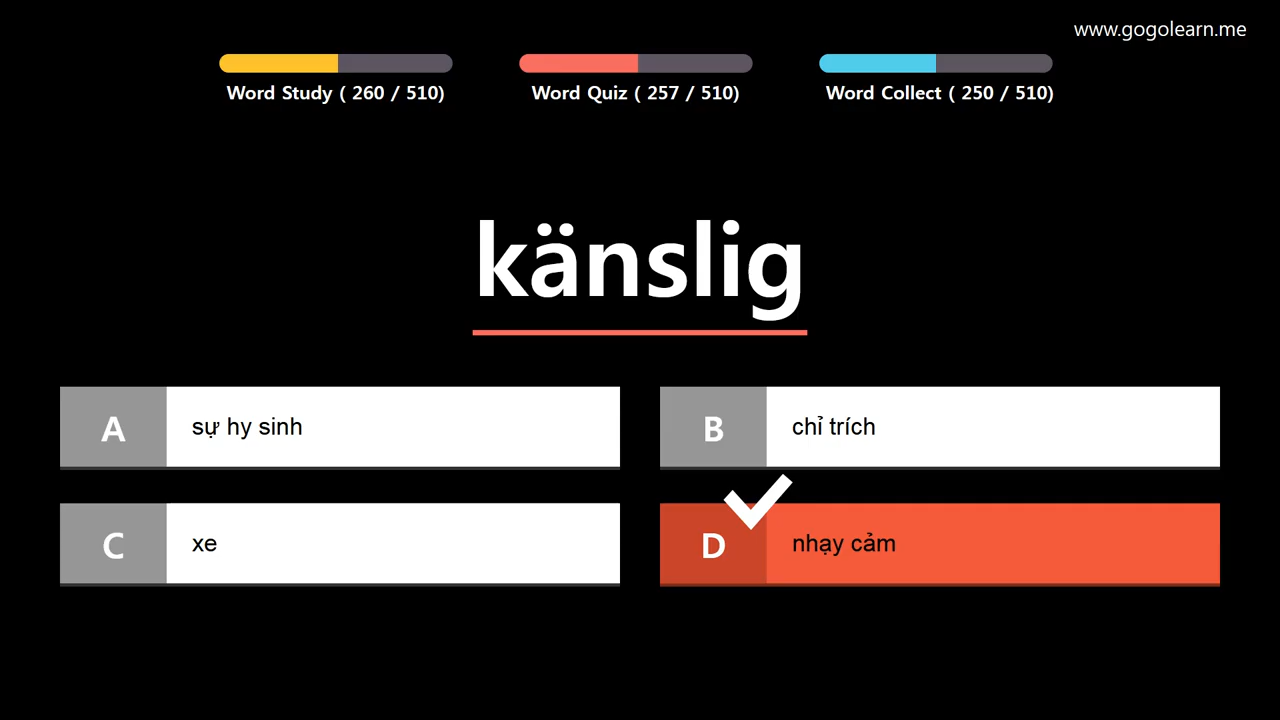 www.gogolearn.me
Word Study ( 260 / 510)
Word Quiz ( 257 / 510)
Word Collect ( 250 / 510)
känslig
A
sự hy sinh
B
chỉ trích
C
xe
D
nhạy cảm